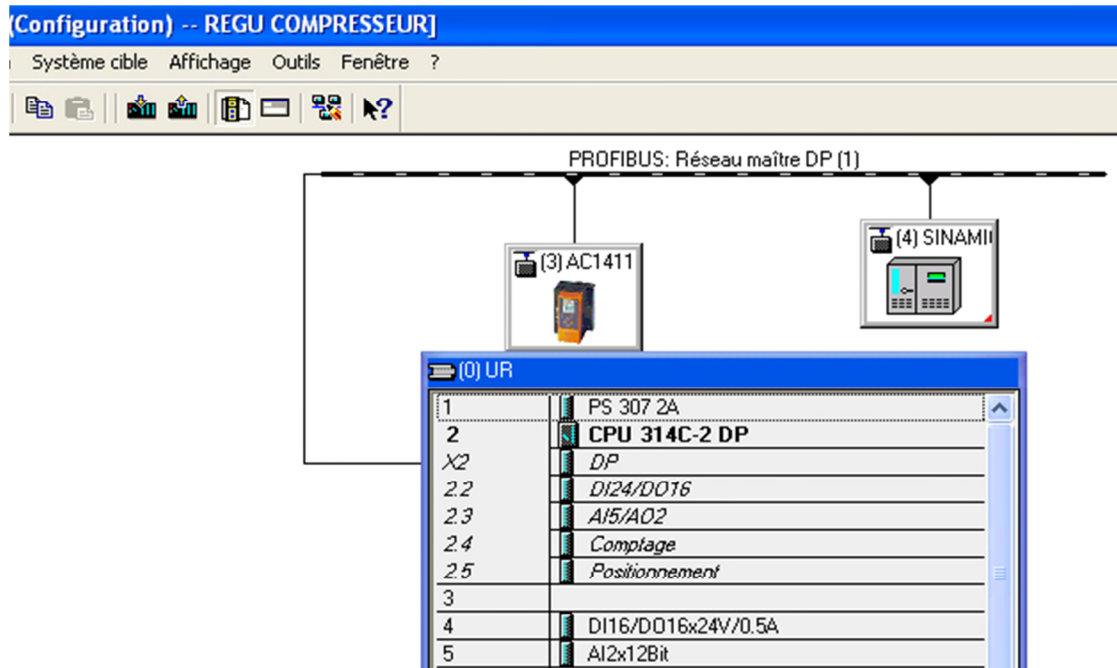 (Configuration) -- REGU COMPRESSEUR]
Système cible Affichage Outils Fenêtre ?
PROFIBUS: Réseau maître DP (1)
(3) AC1411
(4) SINAMI
(0) UR
1 PS 307 2A
2 CPU 314C-2 DP
X2 DP
2.2 DI24/DO16
2.3 AI5/AO2
2.4 Comptage
2.5 Positionnement
3
4 DI16/DO16x24V/0.5A
5 AI2x12Bit